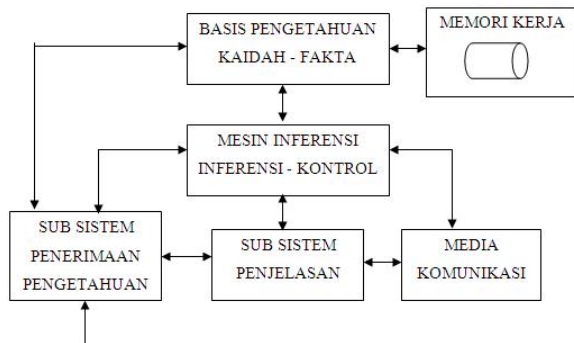 BASIS PENGETAHUAN
KAIDAH - FAKTA
MEMORI KERJA
MESIN INFERENSI
INFERENSI - KONTROL
SUB SISTEM
PENERIMAAN
PENGETAHUAN
SUB SISTEM
PENJELASAN
MEDIA
KOMUNIKASI